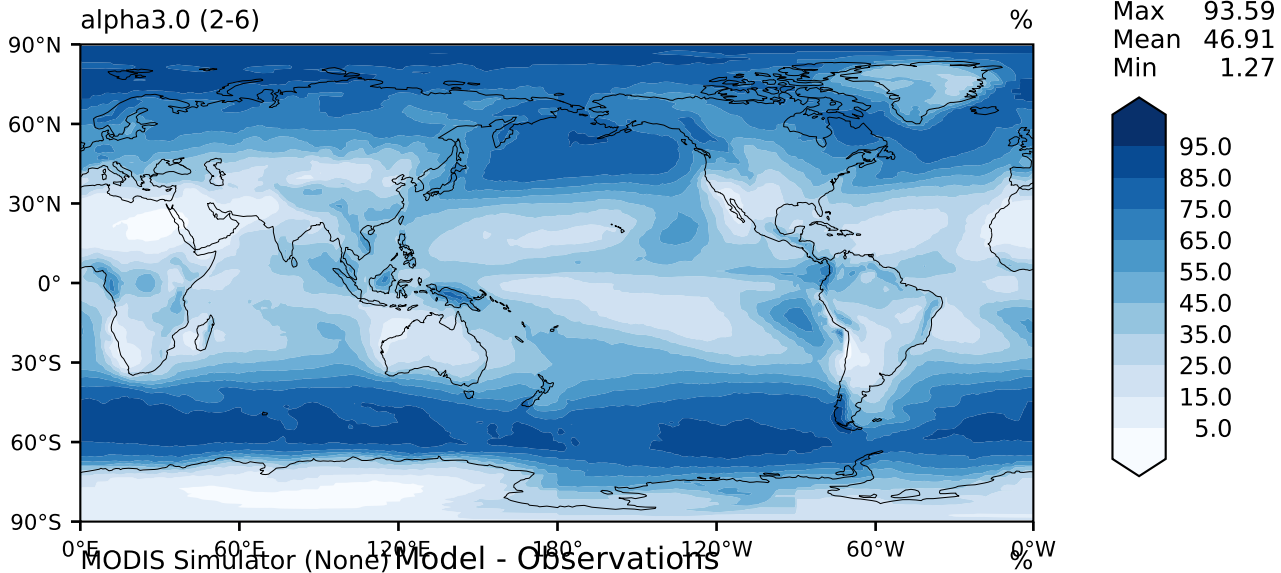 alpha3.0 (2-6) %
Max 93.59
Mean 46.91
Min 1.27
90°N
60°N
30°N
0°
30°S
60°S
90°S
95.0
85.0
75.0
65.0
55.0
45.0
35.0
25.0
15.0
5.0
0°E 60°E 120°E 180° 120°W 60°W 0°W
MODIS Simulator (None) Model - Observations %